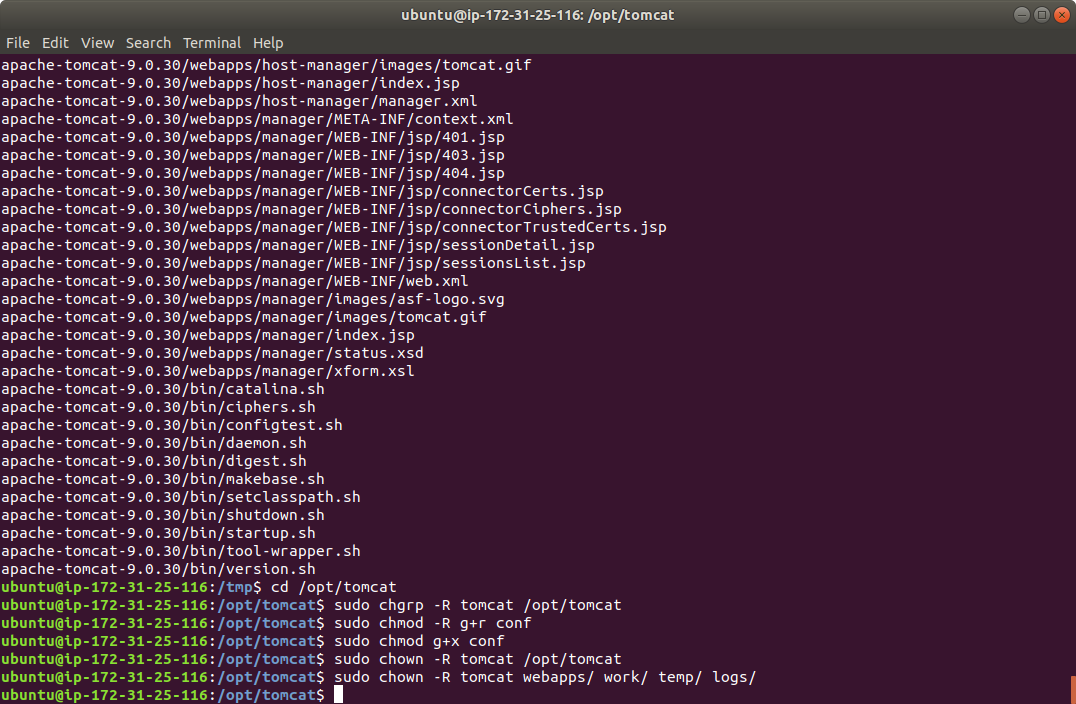 ubuntu@ip-172-31-25-116: /opt/tomcat
File Edit View Search Terminal Help
apache-tomcat-9.0.30/webapps/host-manager/images/tomcat.gif
apache-tomcat-9.0.30/webapps/host-manager/index.jsp
apache-tomcat-9.0.30/webapps/host-manager/manager.xml
apache-tomcat-9.0.30/webapps/manager/META-INF/context.xml
apache-tomcat-9.0.30/webapps/manager/WEB-INF/jsp/401.jsp
apache-tomcat-9.0.30/webapps/manager/WEB-INF/jsp/403.jsp
apache-tomcat-9.0.30/webapps/manager/WEB-INF/jsp/404.jsp
apache-tomcat-9.0.30/webapps/manager/WEB-INF/jsp/connectorCerts.jsp
apache-tomcat-9.0.30/webapps/manager/WEB-INF/jsp/connectorCiphers.jsp
apache-tomcat-9.0.30/webapps/manager/WEB-INF/jsp/connectorTrustedCerts.jsp
apache-tomcat-9.0.30/webapps/manager/WEB-INF/jsp/sessionDetail.jsp
apache-tomcat-9.0.30/webapps/manager/WEB-INF/jsp/sessionsList.jsp
apache-tomcat-9.0.30/webapps/manager/WEB-INF/web.xml
apache-tomcat-9.0.30/webapps/manager/images/asf-logo.svg
apache-tomcat-9.0.30/webapps/manager/images/tomcat.gif
apache-tomcat-9.0.30/webapps/manager/index.jsp
apache-tomcat-9.0.30/webapps/manager/status.xsd
apache-tomcat-9.0.30/webapps/manager/xform.xsl
apache-tomcat-9.0.30/bin/catalina.sh
apache-tomcat-9.0.30/bin/ciphers.sh
apache-tomcat-9.0.30/bin/configtest.sh
apache-tomcat-9.0.30/bin/daemon.sh
apache-tomcat-9.0.30/bin/digest.sh
apache-tomcat-9.0.30/bin/makebase.sh
apache-tomcat-9.0.30/bin/setclasspath.sh
apache-tomcat-9.0.30/bin/shutdown.sh
apache-tomcat-9.0.30/bin/startup.sh
apache-tomcat-9.0.30/bin/tool-wrapper.sh
apache-tomcat-9.0.30/bin/version.sh
ubuntu@ip-172-31-25-116:/tmp$ cd /opt/tomcat
ubuntu@ip-172-31-25-116:/opt/tomcat$ sudo chgrp -R tomcat /opt/tomcat
ubuntu@ip-172-31-25-116:/opt/tomcat$ sudo chmod -R g+r conf
ubuntu@ip-172-31-25-116:/opt/tomcat$ sudo chmod g+x conf
ubuntu@ip-172-31-25-116:/opt/tomcat$ sudo chown -R tomcat /opt/tomcat
ubuntu@ip-172-31-25-116:/opt/tomcat$ sudo chown -R tomcat webapps/ work/ temp/ logs/
ubuntu@ip-172-31-25-116:/opt/tomcat$